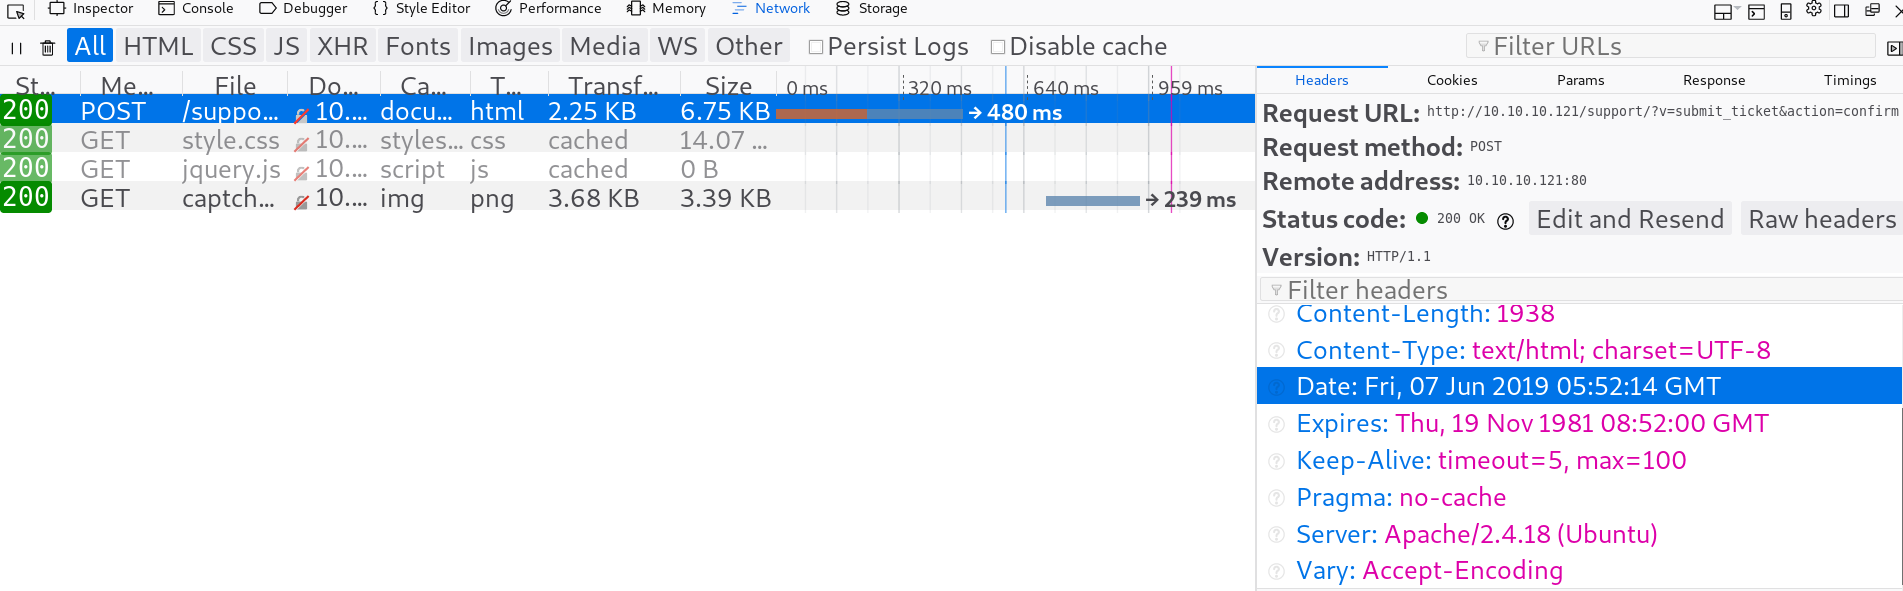 Inspector Console Debugger {} Style Editor Performance Memory Network Storage
All HTML CSS JS XHR Fonts Images Media WS Other Persist Logs Disable cache Filter URLs
St... Me... File Do... Ca... T... Transf... Size 0 ms 320 ms 640 ms 959 ms
200 POST /suppo... 10.... docu... html 2.25 KB 6.75 KB → 480 ms
200 GET style.css 10.... styles... css cached 14.07 ...
200 GET jquery.js 10.... script js cached 0 B
200 GET captch... 10.... img png 3.68 KB 3.39 KB → 239 ms
Headers Cookies Params Response Timings
Request URL: http://10.10.10.121/support/?v=submit_ticket&action=confirm
Request method: POST
Remote address: 10.10.10.121:80
Status code: 200 OK ? Edit and Resend Raw headers
Version: HTTP/1.1
Filter headers
? Content-Length: 1938
? Content-Type: text/html; charset=UTF-8
? Date: Fri, 07 Jun 2019 05:52:14 GMT
? Expires: Thu, 19 Nov 1981 08:52:00 GMT
? Keep-Alive: timeout=5, max=100
? Pragma: no-cache
? Server: Apache/2.4.18 (Ubuntu)
? Vary: Accept-Encoding